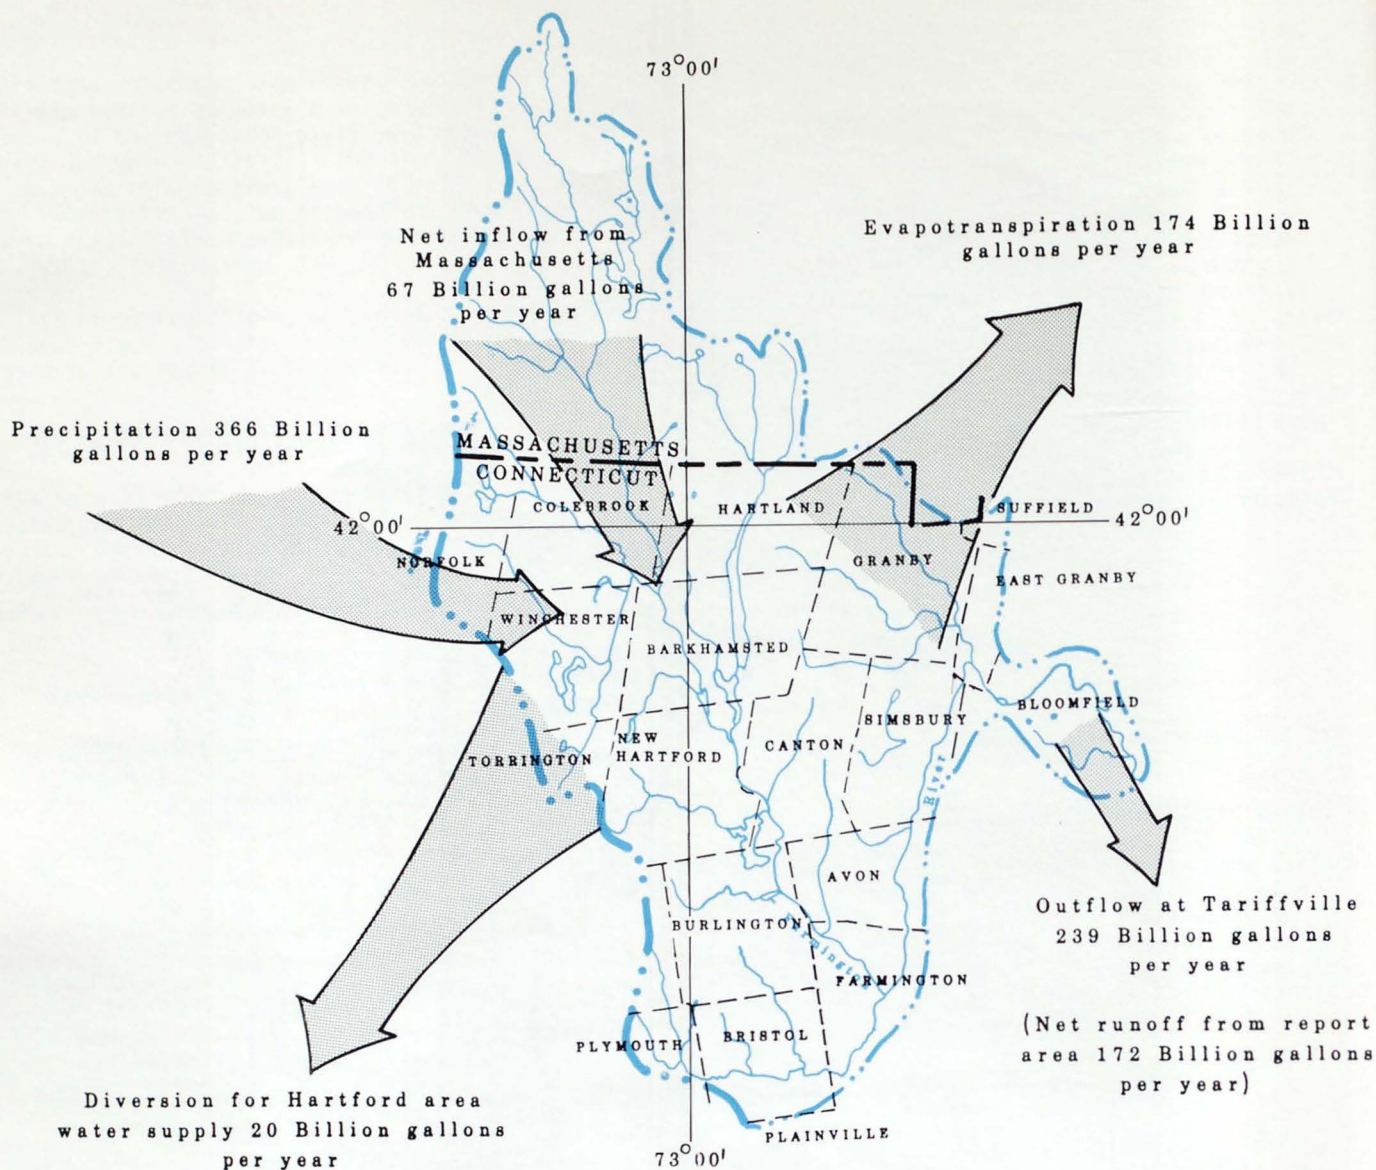 73°00'
Net inflow from
Massachusetts
67 Billion gallons
per year
Evapotranspiration 174 Billion
gallons per year
Precipitation 366 Billion
gallons per year
MASSACHUSETTS
CONNECTICUT
COLEBROOK
HARTLAND
SUFFIELD
42°00'
42°00'
NORFOLK
GRANBY
EAST GRANBY
WINCHESTER
BARKHAMSTED
BLOOMFIELD
SIMSBURY
NEW
HARTFORD
CANTON
TORRINGTON
River
AVON
BURLINGTON
Farmington
FARMINGTON
Outflow at Tariffville
239 Billion gallons
per year
(Net runoff from report
area 172 Billion gallons
per year)
PLYMOUTH
BRISTOL
Diversion for Hartford area
water supply 20 Billion gallons
per year
PLAINVILLE
73°00'